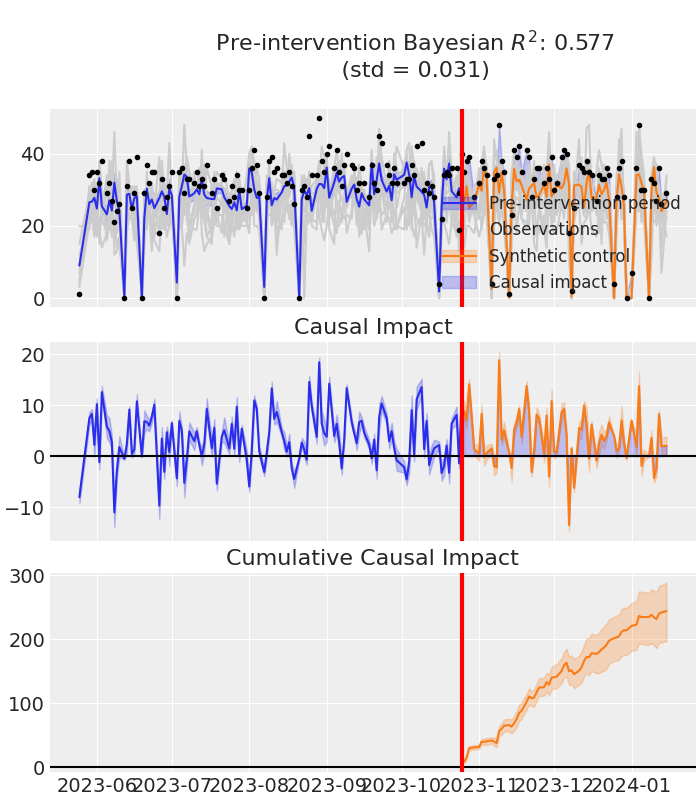 Pre-intervention Bayesian R²: 0.577
(std = 0.031)
40
20
0
Pre-intervention period
Observations
Synthetic control
Causal impact
Causal Impact
20
10
0
−10
Cumulative Causal Impact
300
200
100
0
2023-06 2023-07 2023-08 2023-09 2023-10 2023-11 2023-12 2024-01